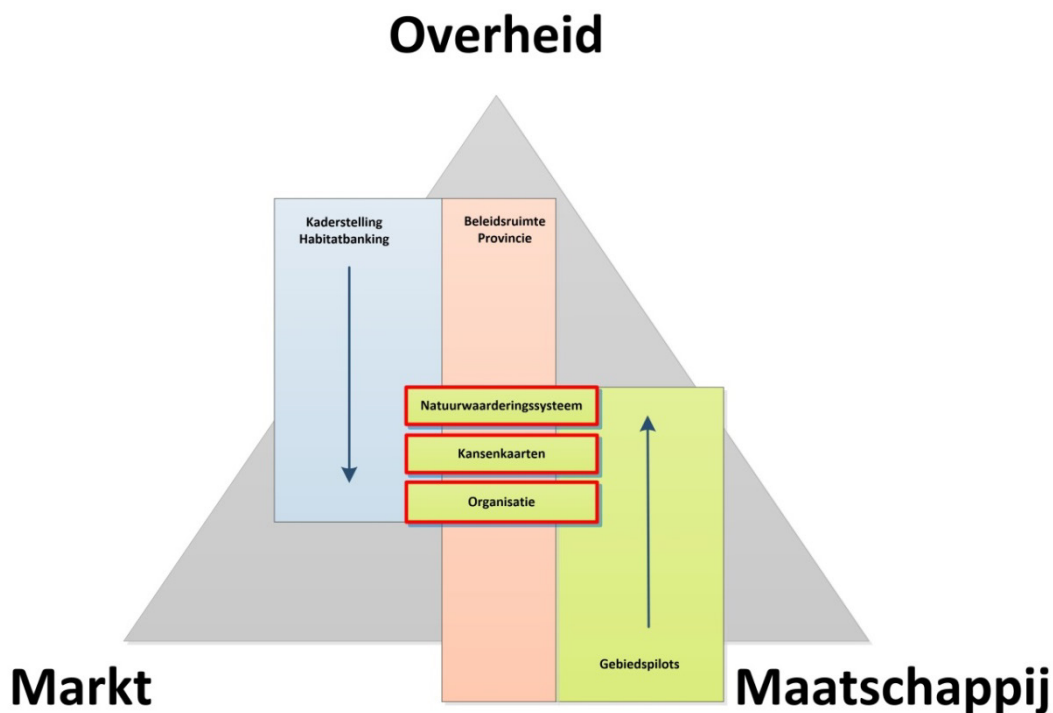 Overheid
Kaderstelling
Habitatbanking
Beleidsruimte
Provincie
Natuurwaarderingssysteem
Kansenkaarten
Organisatie
Gebiedspilots
Markt
Maatschappij